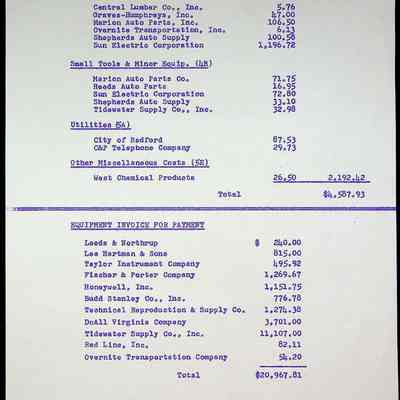 Central Lumber Co., Inc. 5.76
Graves-Humphreys, Inc. 47.00
Marion Auto Parts, Inc. 106.50
Overnite Transportation, Inc. 6.13
Shepherds Auto Supply 100.58
Sun Electric Corporation 1,196.72
Small Tools & Minor Equip. (4B)
Marion Auto Parts Co. 71.75
Reeds Auto Parts 16.95
Sun Electric Corporation 72.80
Shepherds Auto Supply 33.10
Tidewater Supply Co., Inc. 32.98
Utilities (5A)
City of Radford 87.53
C&P Telephone Company 29.73
Other Miscellaneous Costs (5E)
West Chemical Products 26.50 2,192.42
Total $4,587.93
EQUIPMENT INVOICE FOR PAYMENT
Leeds & Northrup $ 240.00
Lee Hartman & Sons 815.00
Taylor Instrument Company 495.92
Fischer & Porter Company 1,269.67
Honeywell, Inc. 1,151.75
Budd Stanley Co., Inc. 776.78
Technical Reproduction & Supply Co. 1,274.38
DoAll Virginia Company 3,701.00
Tidewater Supply Co., Inc. 11,107.00
Red Line, Inc. 82.11
Overnite Transportation Company 54.20
Total $20,967.81